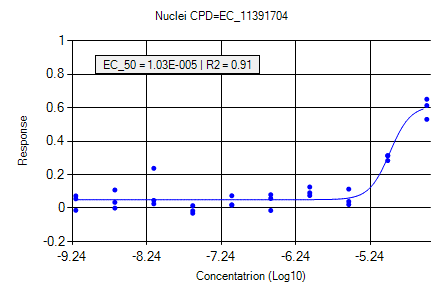 Nuclei CPD=EC_11391704
EC_50 = 1.03E-005 | R2 = 0.91
1
0.8
0.6
0.4
0.2
0
-0.2
Response
-9.24 -8.24 -7.24 -6.24 -5.24
Concentatrion (Log10)